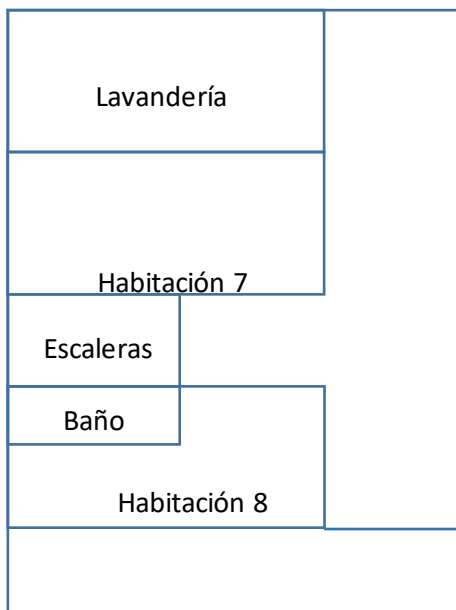 Lavandería
Habitación 7
Escaleras
Baño
Habitación 8